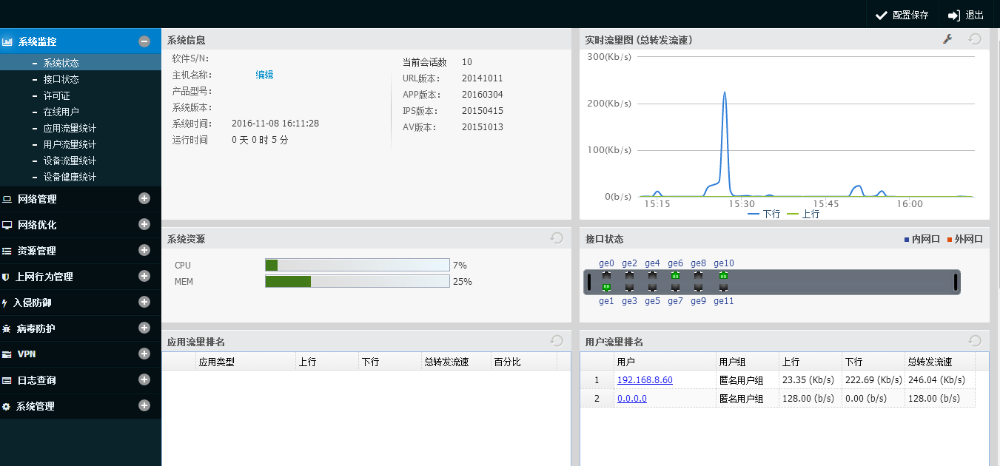 配置保存
退出
系统监控
系统状态
接口状态
许可证
在线用户
应用流量统计
用户流量统计
设备流量统计
设备健康统计
网络管理
网络优化
资源管理
上网行为管理
入侵防御
病毒防护
VPN
日志查询
系统管理
系统信息
软件S/N:
主机名称: 编辑
产品型号:
系统版本:
系统时间: 2016-11-08 16:11:28
运行时间 0 天 0 时 5 分
当前会话数 10
URL版本: 20141011
APP版本: 20160304
IPS版本: 20150415
AV版本: 20151013
实时流量图 (总转发流速)
300(Kb/s)
200(Kb/s)
100(Kb/s)
0(b/s)
15:15 15:30 15:45 16:00
下行 上行
系统资源
CPU 7%
MEM 25%
接口状态 内网口 外网口
ge0 ge2 ge4 ge6 ge8 ge10
ge1 ge3 ge5 ge7 ge9 ge11
应用流量排名
应用类型 上行 下行 总转发流速 百分比
用户流量排名
用户 用户组 上行 下行 总转发流速
1 192.168.8.60 匿名用户组 23.35 (Kb/s) 222.69 (Kb/s) 246.04 (Kb/s)
2 0.0.0.0 匿名用户组 128.00 (b/s) 0.00 (b/s) 128.00 (b/s)